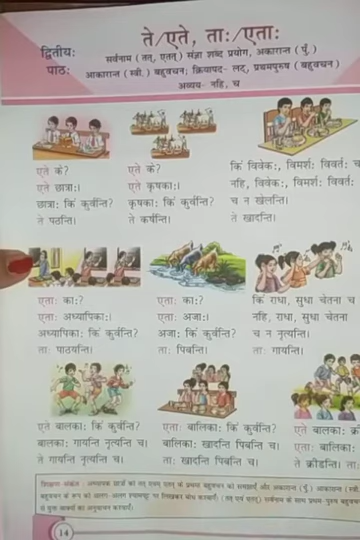 ते/एते, ताः/एताः
द्वितीयः
पाठः
सर्वनाम (तत्, एतत्) संज्ञा शब्द प्रयोग, अकारान्त (पुँ.)
आकारान्त (स्त्री.) बहुवचन; क्रियापद- लट्, प्रथमपुरुष (बहुवचन)
अव्यय- नहि, च
एते के?
एते छात्राः।
छात्राः किं कुर्वन्ति?
ते पठन्ति।
एते के?
एते कृषकाः।
कृषकाः किं कुर्वन्ति?
ते कर्षन्ति।
किं विवेकः, विमर्शः विवर्तः च
नहि, विवेकः, विमर्शः विवर्तः
च न खेलन्ति।
ते खादन्ति।
एताः काः?
एताः अध्यापिकाः।
अध्यापिकाः किं कुर्वन्ति?
ताः पाठयन्ति।
एताः काः?
एताः अजाः।
अजाः किं कुर्वन्ति?
ताः पिबन्ति।
किं राधा, सुधा चेतना च
नहि, राधा, सुधा चेतना
च न नृत्यन्ति।
ताः गायन्ति।
एते बालकाः किं कुर्वन्ति?
बालकाः गायन्ति नृत्यन्ति च।
ते गायन्ति नृत्यन्ति च।
एताः बालिकाः किं कुर्वन्ति?
बालिकाः खादन्ति पिबन्ति च।
ताः खादन्ति पिबन्ति च।
एते बालकाः
एताः बालिकाः
ते क्रीडन्ति।
14